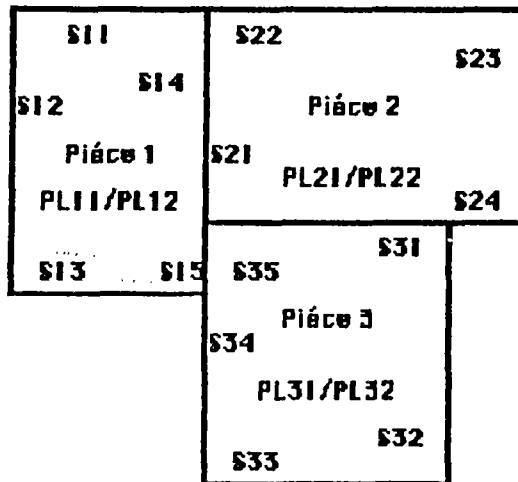 S11
S14
S12
Piéce 1
PL11/PL12
S13 S15
S22
S23
Piéce 2
S21
PL21/PL22
S24
S31
S35
Piéce 3
S34
PL31/PL32
S32
S33